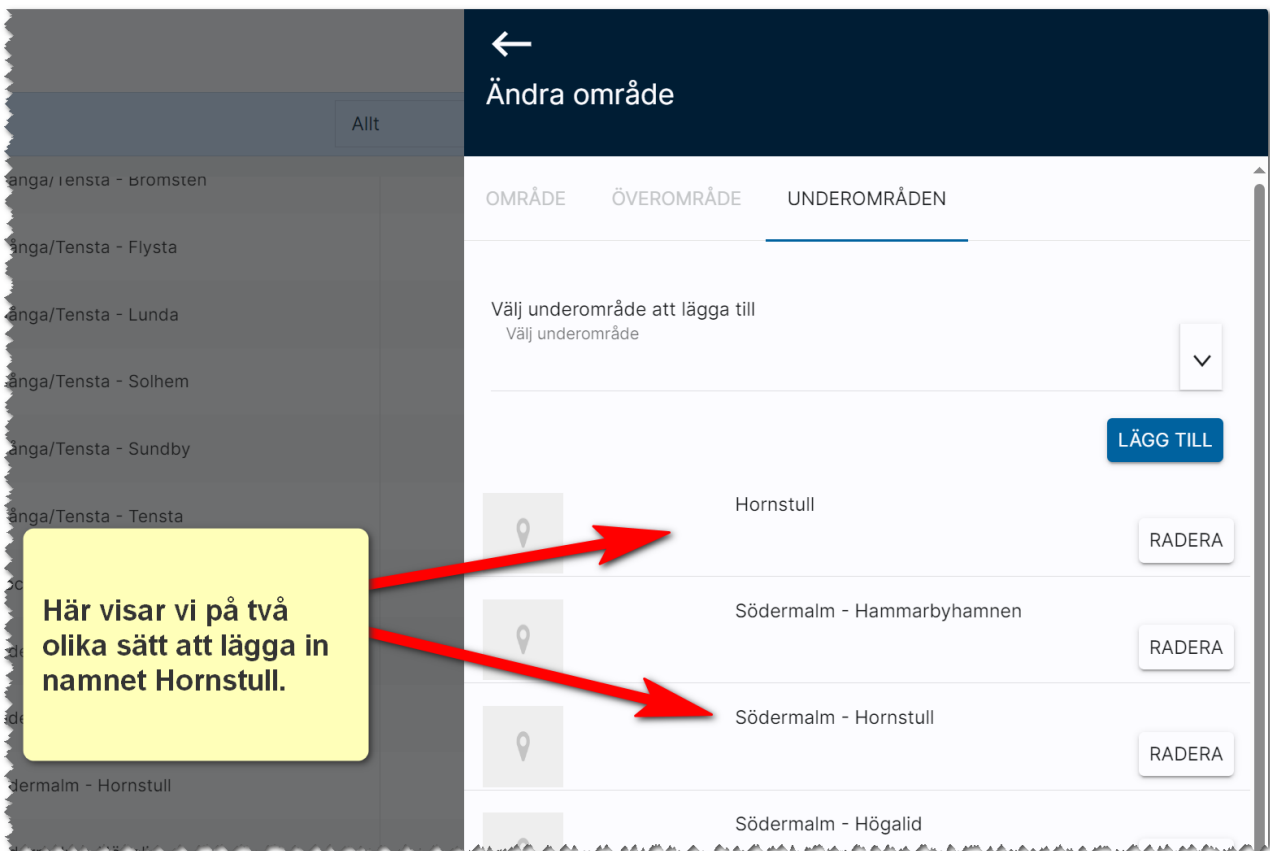 Ändra område
Allt
OMRÅDE ÖVEROMRÅDE UNDEROMRÅDEN
ånga/Tensta - Bromsten
ånga/Tensta - Flysta
ånga/Tensta - Lunda
ånga/Tensta - Solhem
ånga/Tensta - Sundby
ånga/Tensta - Tensta
Välj underområde att lägga till
Välj underområde
LÄGG TILL
Hornstull
RADERA
Södermalm - Hammarbyhamnen
RADERA
Södermalm - Hornstull
RADERA
Södermalm - Högalid
Här visar vi på två
olika sätt att lägga in
namnet Hornstull.
dermalm - Hornstull